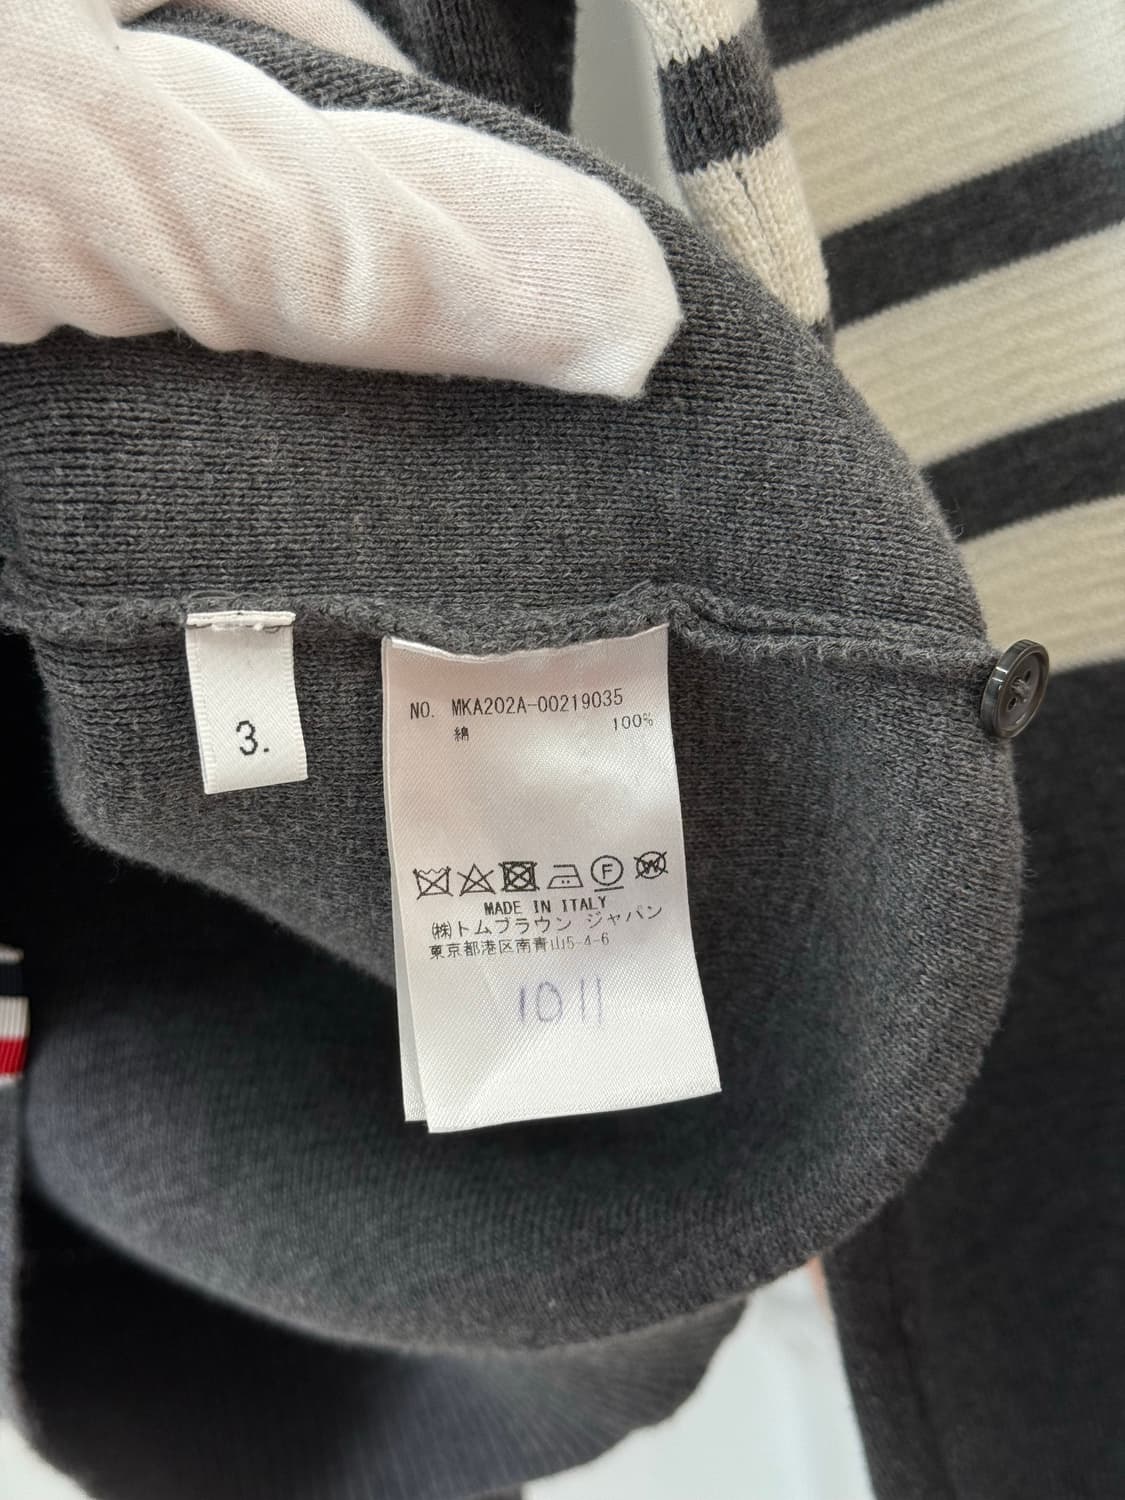 3.
NO. MKA202A-00219035
綿 100%
F
W
MADE IN ITALY
㈱トムブラウン ジャパン
東京都港区南青山5-4-6
1011